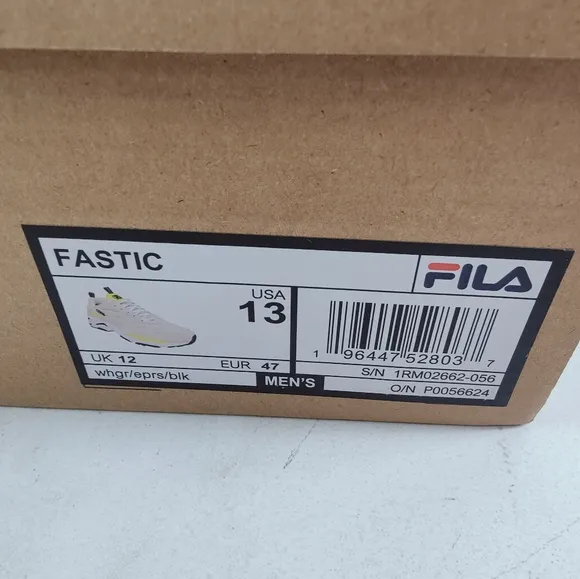 FASTIC
FILA
USA
13
UK 12
EUR 47
whgr/eprs/blk
MEN'S
1 96447 52803 7
S/N 1RM02662-056
O/N P0056624